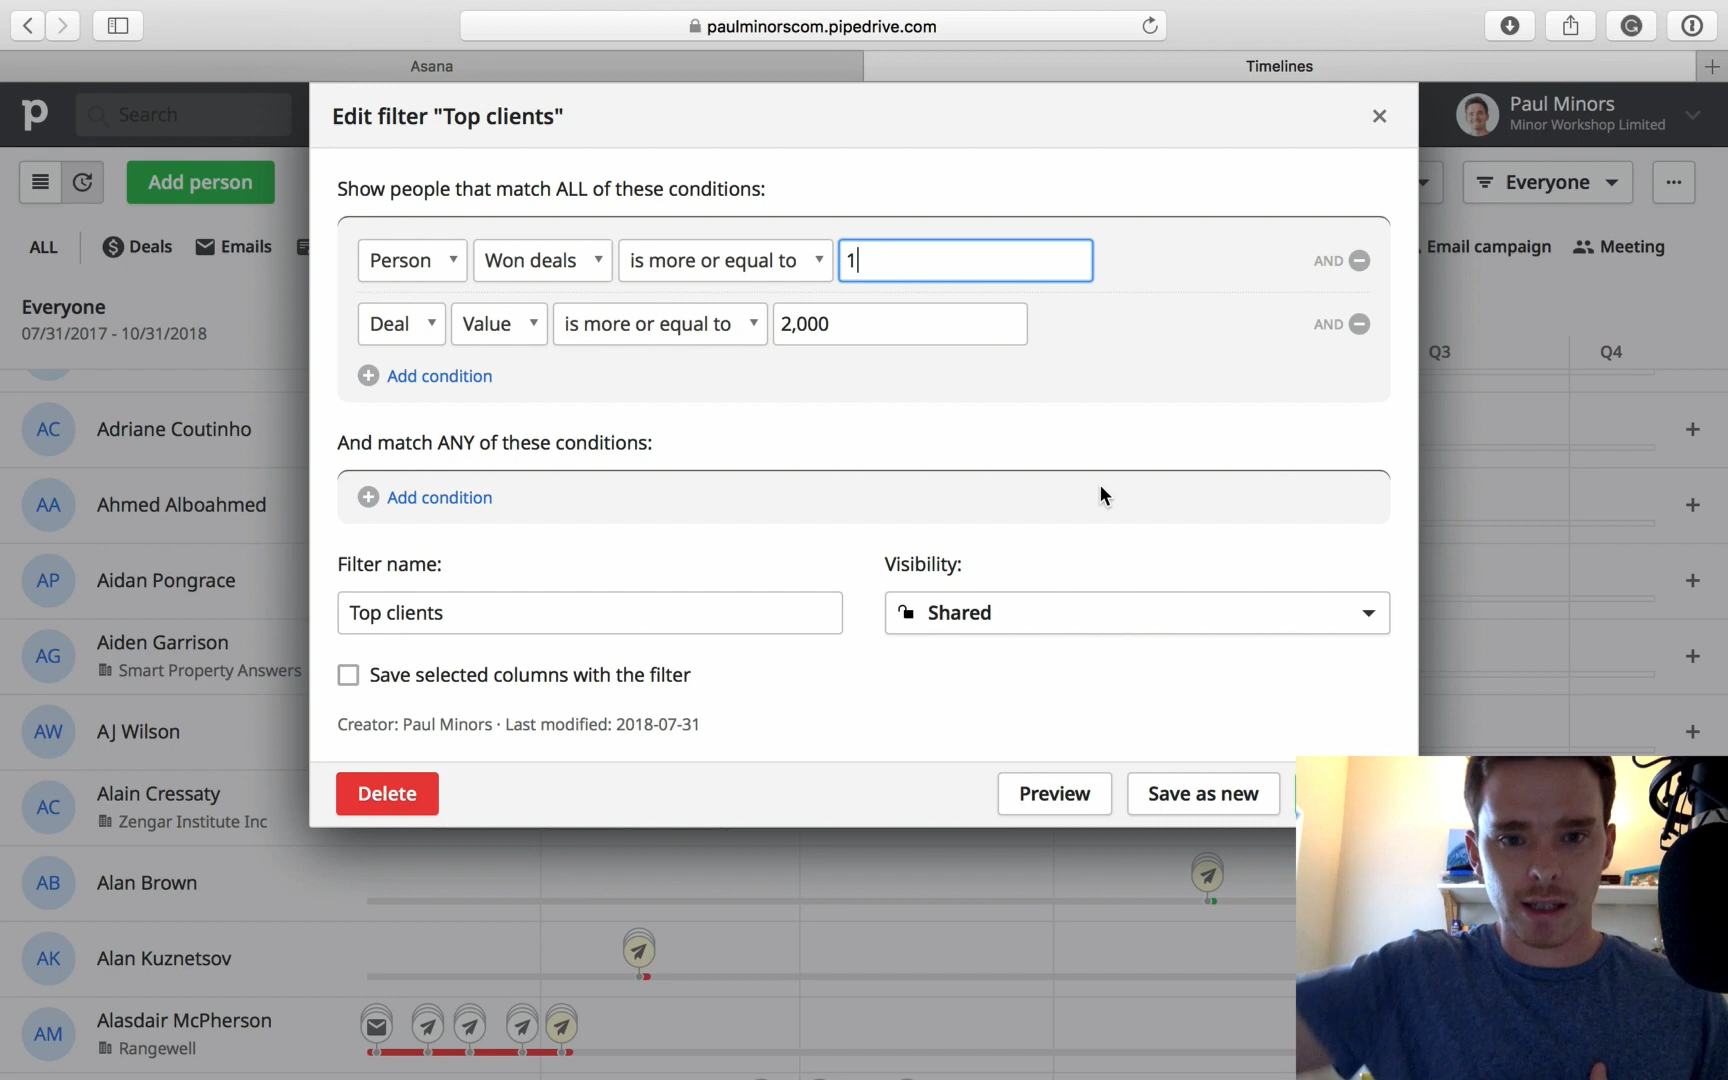 paulminorscom.pipedrive.com
Asana
Timelines
p
Search
Edit filter "Top clients"
Paul Minors
Minor Workshop Limited
Add person
Show people that match ALL of these conditions:
Everyone
ALL
Deals
Emails
Email campaign
Meeting
Person
Won deals
is more or equal to
1
AND
Everyone
07/31/2017 - 10/31/2018
Deal
Value
is more or equal to
2,000
AND
Q3
Q4
Add condition
Adriane Coutinho
AC
And match ANY of these conditions:
Add condition
AA
Ahmed Alboahmed
Filter name:
Visibility:
AP
Aidan Pongrace
Top clients
Shared
AG
Aiden Garrison
Smart Property Answers
Save selected columns with the filter
AW
AJ Wilson
Creator: Paul Minors · Last modified: 2018-07-31
AC
Alain Cressaty
Zengar Institute Inc
Delete
Preview
Save as new
AB
Alan Brown
AK
Alan Kuznetsov
AM
Alasdair McPherson
Rangewell